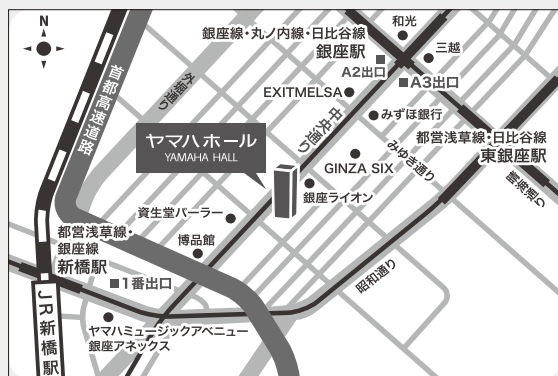 N
和光
銀座線・丸ノ内線・日比谷線
銀座駅
三越
A2出口
A3出口
EXITMELSA
みずほ銀行
外堀通り
首都高速道路
中央通り
都営浅草線・日比谷線
東銀座駅
みゆき通り
晴海通り
ヤマハホール
YAMAHA HALL
GINZA SIX
銀座ライオン
資生堂パーラー
博品館
都営浅草線・
銀座線
新橋駅
1番出口
昭和通り
JR新橋駅
ヤマハミュージックアベニュー
銀座アネックス